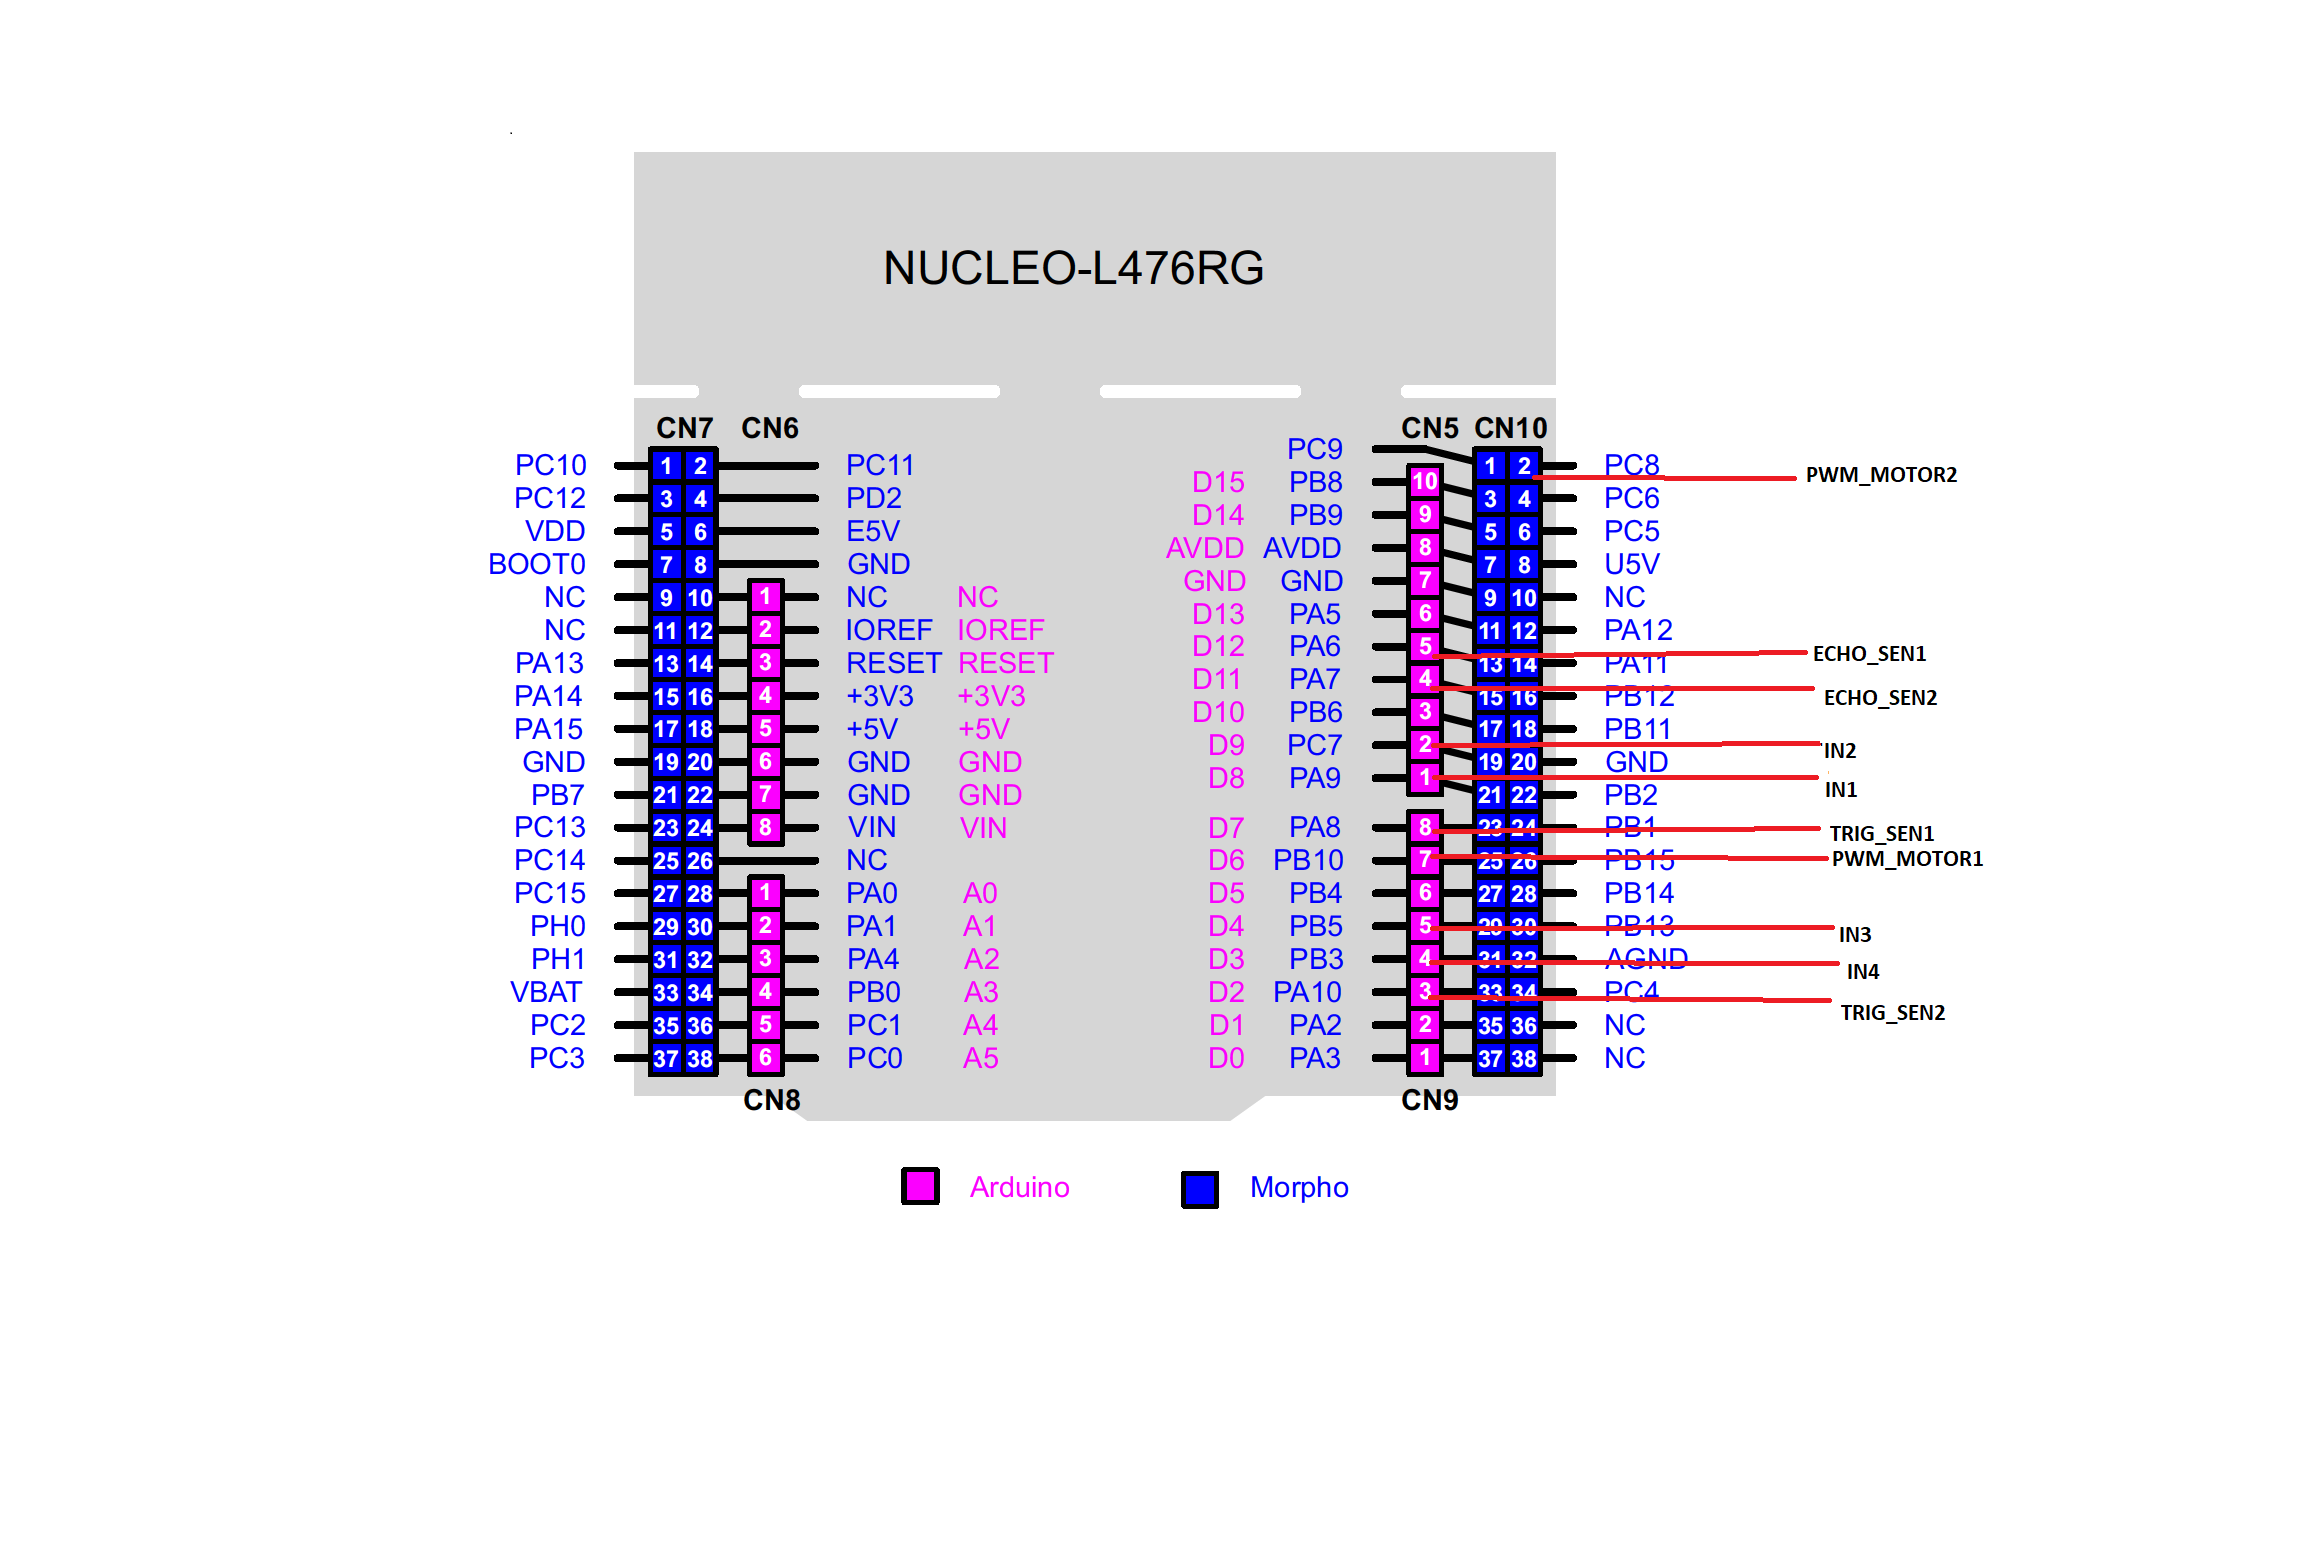 NUCLEO-L476RG
CN7 CN6 CN5 CN10
PC9
PC10 1 2 PC11 1 2 PC8
D15 PB8 10 PWM_MOTOR2
PC12 3 4 PD2 3 4 PC6
D14 PB9 9
VDD 5 6 E5V 5 6 PC5
AVDD AVDD 8
BOOT0 7 8 GND 7 8 U5V
GND GND 7
NC 9 10 1 NC NC 9 10 NC
D13 PA5 6
NC 11 12 2 IOREF IOREF 11 12 PA12
D12 PA6 5 ECHO_SEN1
PA13 13 14 3 RESET RESET 13 14 PA11
D11 PA7 4
PA14 15 16 4 +3V3 +3V3 15 16 PB12 ECHO_SEN2
D10 PB6 3
PA15 17 18 5 +5V +5V 17 18 PB11
D9 PC7 2 IN2
GND 19 20 6 GND GND 19 20 GND
D8 PA9 1 IN1
PB7 21 22 7 GND GND 21 22 PB2
PC13 23 24 8 VIN VIN D7 PA8 8 23 24 PB1 TRIG_SEN1
PC14 25 26 NC D6 PB10 7 25 26 PB15 PWM_MOTOR1
PC15 27 28 1 PA0 A0 D5 PB4 6 27 28 PB14
PH0 29 30 2 PA1 A1 D4 PB5 5 29 30 PB13 IN3
PH1 31 32 3 PA4 A2 D3 PB3 4 31 32 AGND IN4
VBAT 33 34 4 PB0 A3 D2 PA10 3 33 34 PC4 TRIG_SEN2
PC2 35 36 5 PC1 A4 D1 PA2 2 35 36 NC
PC3 37 38 6 PC0 A5 D0 PA3 1 37 38 NC
CN8 CN9
Arduino Morpho